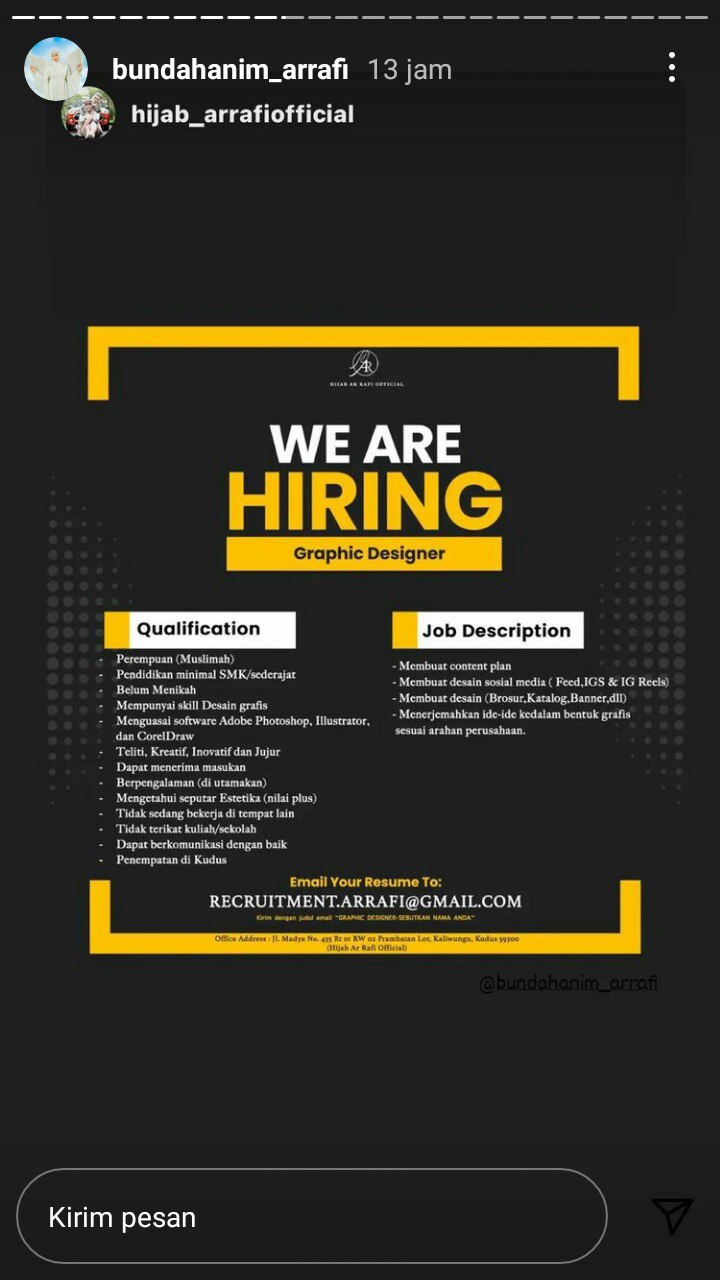 bundahanim_arrafi 13 jam
hijab_arrafiofficial
AR
HIJAB AR RAFI OFFICIAL
WE ARE
HIRING
Graphic Designer
Qualification
- Perempuan (Muslimah)
- Pendidikan minimal SMK/sederajat
- Belum Menikah
- Mempunyai skill Desain grafis
- Menguasai software Adobe Photoshop, Illustrator,
dan CorelDraw
- Teliti, Kreatif, Inovatif dan Jujur
- Dapat menerima masukan
- Berpengalaman (di utamakan)
- Mengetahui seputar Estetika (nilai plus)
- Tidak sedang bekerja di tempat lain
- Tidak terikat kuliah/sekolah
- Dapat berkomunikasi dengan baik
- Penempatan di Kudus
Job Description
- Membuat content plan
- Membuat desain sosial media ( Feed,IGS & IG Reels)
- Membuat desain (Brosur,Katalog,Banner,dll)
- Menerjemahkan ide-ide kedalam bentuk grafis
sesuai arahan perusahaan.
Email Your Resume To:
RECRUITMENT.ARRAFI@GMAIL.COM
Kirim dengan judul email "GRAPHIC DESIGNER-SEBUTKAN NAMA ANDA"
Office Address : Jl. Madya No. 435 Rt 01 RW 02 Prambatan Lor, Kaliwungu, Kudus 59300
(Hijab Ar Rafi Official)
@bundahanim_arrafi
Kirim pesan